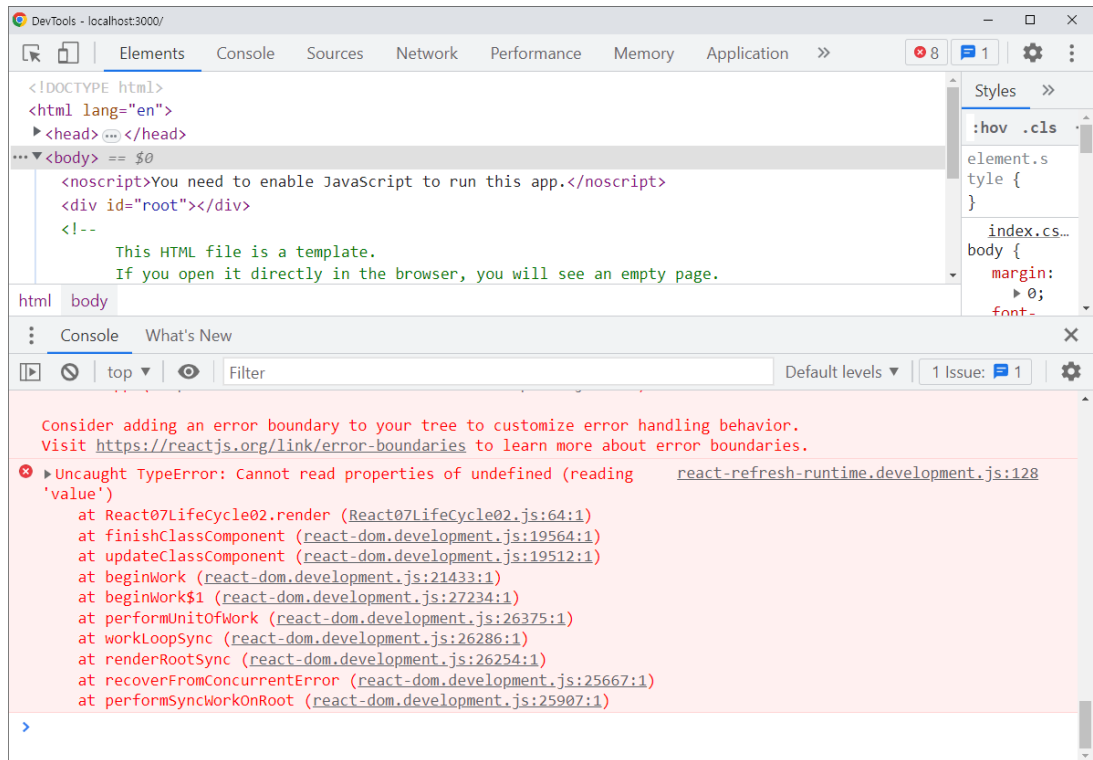 DevTools - localhost:3000/
Elements Console Sources Network Performance Memory Application » 8 1
<!DOCTYPE html>
<html lang="en">
<head> … </head>
<body> == $0
<noscript>You need to enable JavaScript to run this app.</noscript>
<div id="root"></div>
<!--
This HTML file is a template.
If you open it directly in the browser, you will see an empty page.
html body
Styles »
:hov .cls
element.s
tyle {
}
index.cs…
body {
margin:
0;
font-
Console What's New
top Filter Default levels 1 Issue: 1
Consider adding an error boundary to your tree to customize error handling behavior.
Visit https://reactjs.org/link/error-boundaries to learn more about error boundaries.
Uncaught TypeError: Cannot read properties of undefined (reading react-refresh-runtime.development.js:128
'value')
at React07LifeCycle02.render (React07LifeCycle02.js:64:1)
at finishClassComponent (react-dom.development.js:19564:1)
at updateClassComponent (react-dom.development.js:19512:1)
at beginWork (react-dom.development.js:21433:1)
at beginWork$1 (react-dom.development.js:27234:1)
at performUnitOfWork (react-dom.development.js:26375:1)
at workLoopSync (react-dom.development.js:26286:1)
at renderRootSync (react-dom.development.js:26254:1)
at recoverFromConcurrentError (react-dom.development.js:25667:1)
at performSyncWorkOnRoot (react-dom.development.js:25907:1)